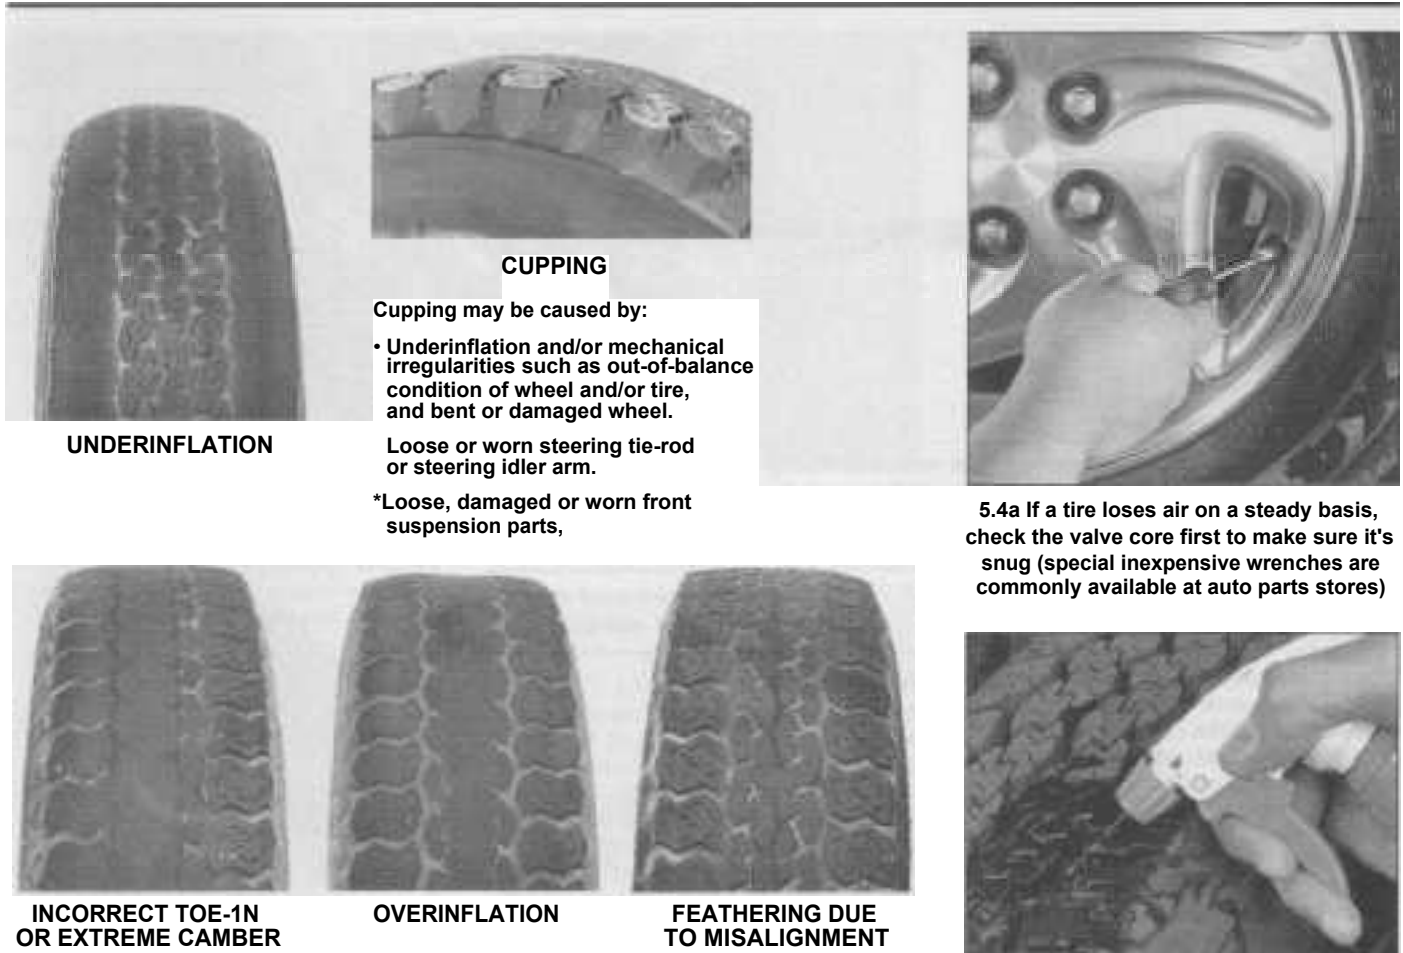 CUPPING
Cupping may be caused by:
• Underinflation and/or mechanical
irregularities such as out-of-balance
condition of wheel and/or tire,
and bent or damaged wheel.
Loose or worn steering tie-rod
or steering idler arm.
*Loose, damaged or worn front
suspension parts,
UNDERINFLATION
5.4a If a tire loses air on a steady basis,
check the valve core first to make sure it's
snug (special inexpensive wrenches are
commonly available at auto parts stores)
INCORRECT TOE-1N
OR EXTREME CAMBER
OVERINFLATION
FEATHERING DUE
TO MISALIGNMENT